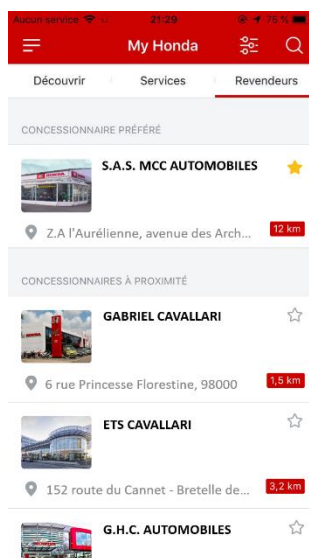 Aucun service 21:29 75 %
My Honda
Découvrir Services Revendeurs
CONCESSIONNAIRE PRÉFÉRÉ
S.A.S. MCC AUTOMOBILES
Z.A l'Aurélienne, avenue des Arch... 12 km
CONCESSIONNAIRES À PROXIMITÉ
GABRIEL CAVALLARI
6 rue Princesse Florestine, 98000 1,5 km
ETS CAVALLARI
152 route du Cannet - Bretelle de... 3,2 km
G.H.C. AUTOMOBILES